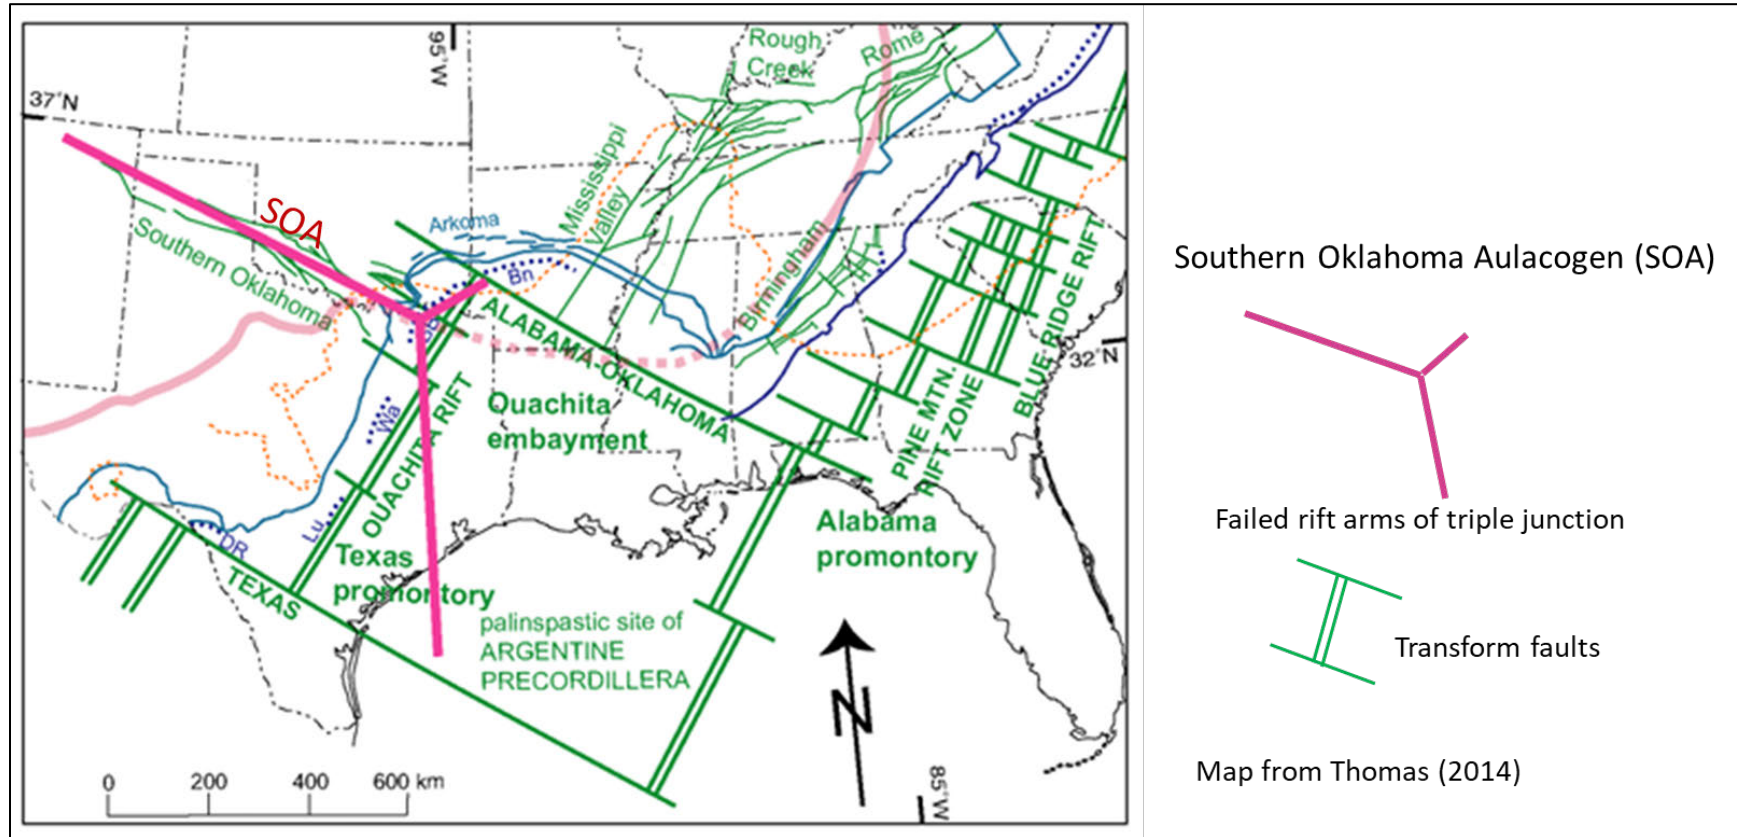 95°W
Rough
Creek
Rome
37°N
Mississippi
Valley
SOA
Arkoma
Southern Oklahoma
Bn
Birmingham
ALABAMA-OKLAHOMA
BLUE RIDGE RIFT
32°N
Ouachita
embayment
Wa
OUACHITA RIFT
PINE MTN.
RIFT ZONE
Lu
DR
Texas
promontory
TEXAS
Alabama
promontory
palinspastic site of
ARGENTINE
PRECORDILLERA
N
0 200 400 600 km
85°W
Southern Oklahoma Aulacogen (SOA)
Failed rift arms of triple junction
Transform faults
Map from Thomas (2014)